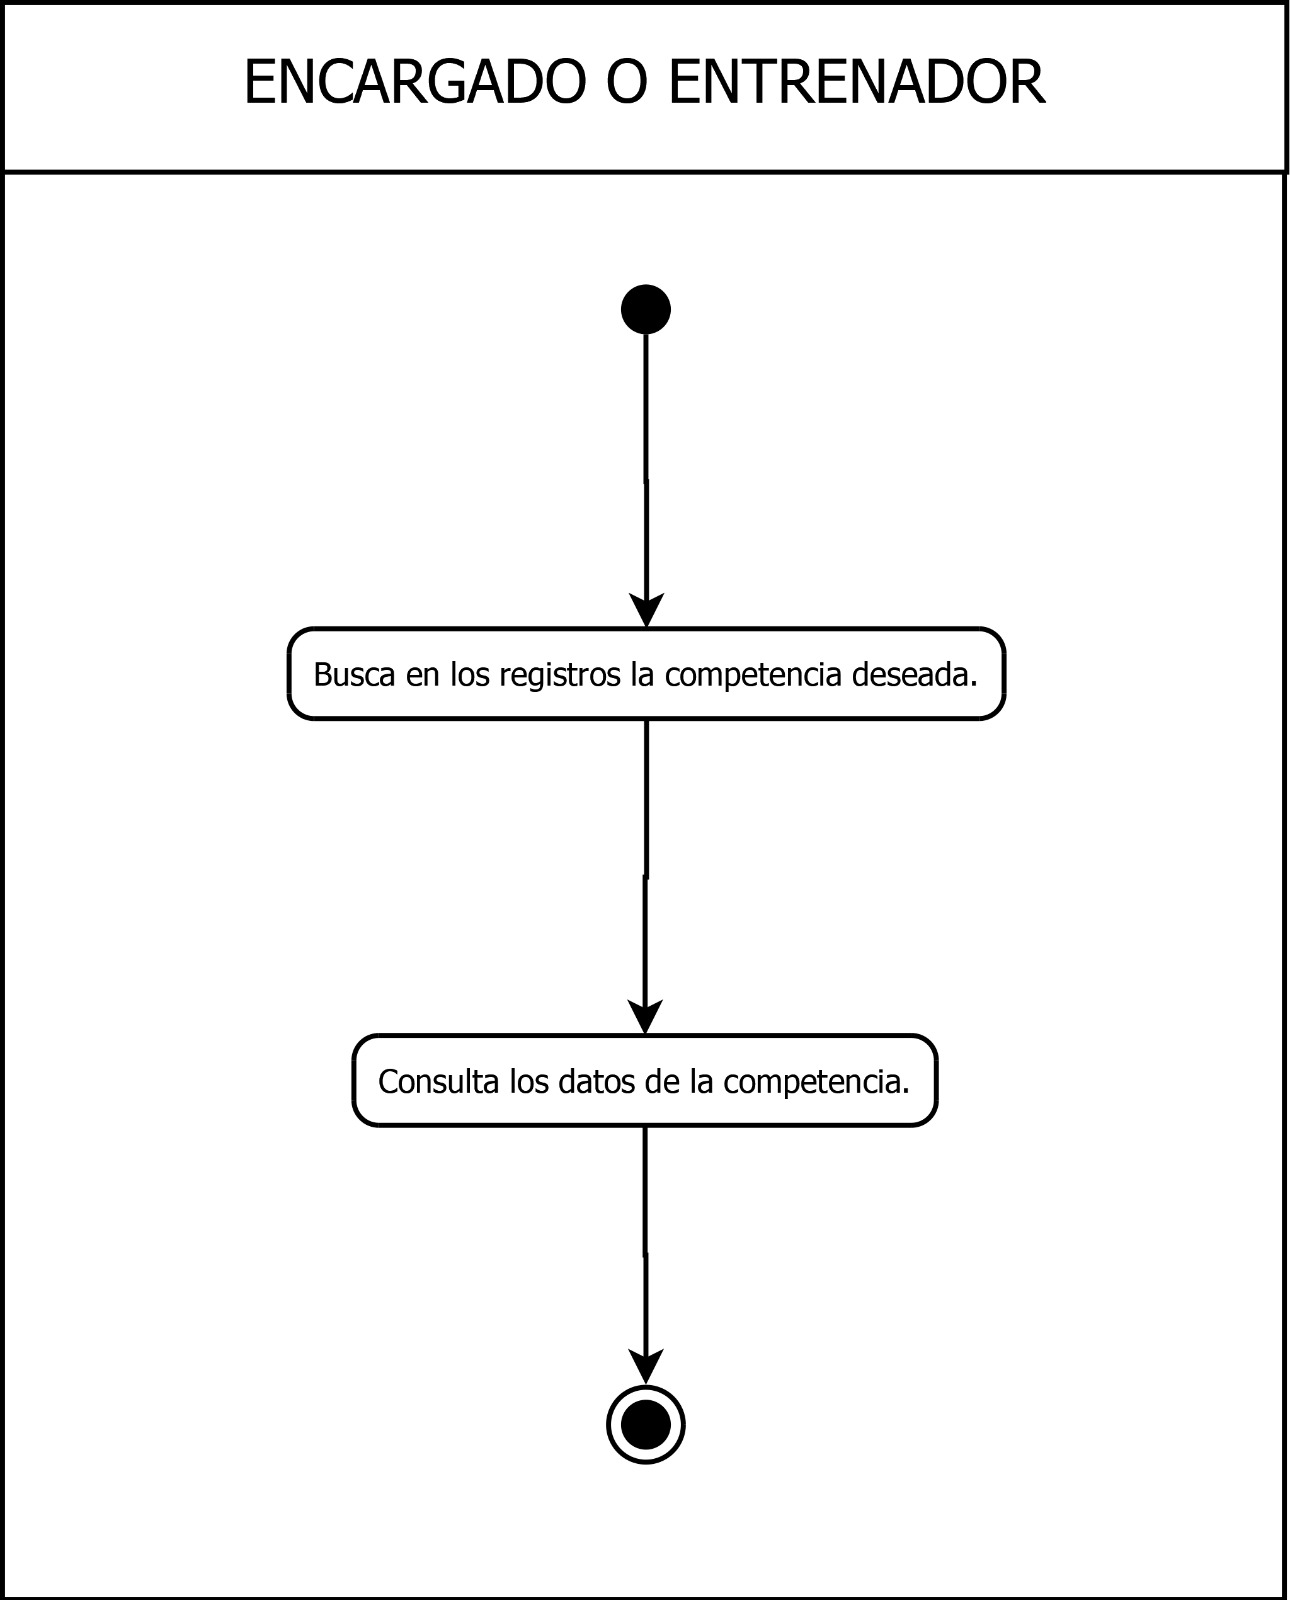 ENCARGADO O ENTRENADOR
Busca en los registros la competencia deseada.
Consulta los datos de la competencia.